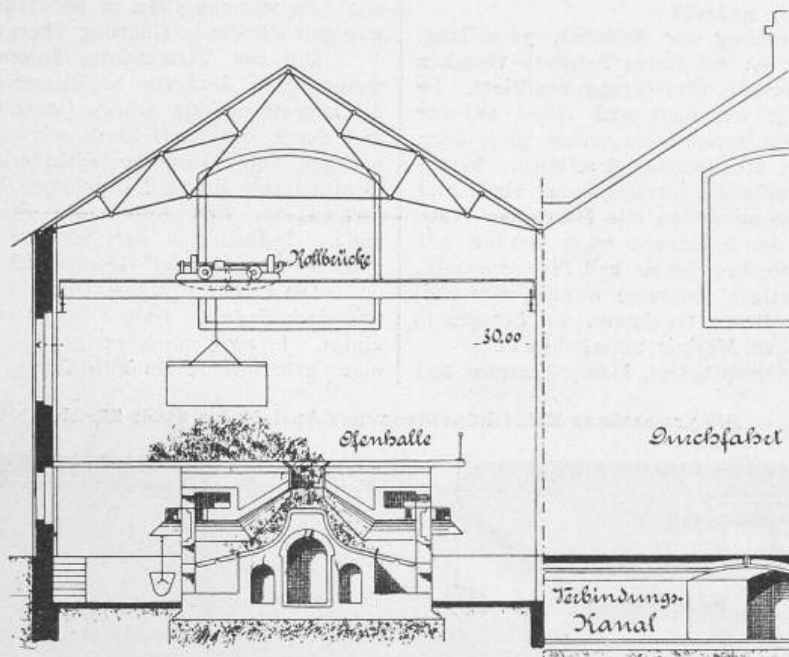 Rollbrücke
30.00
Ofenhalle
Durchfahrt
Verbindungs-
Kanal